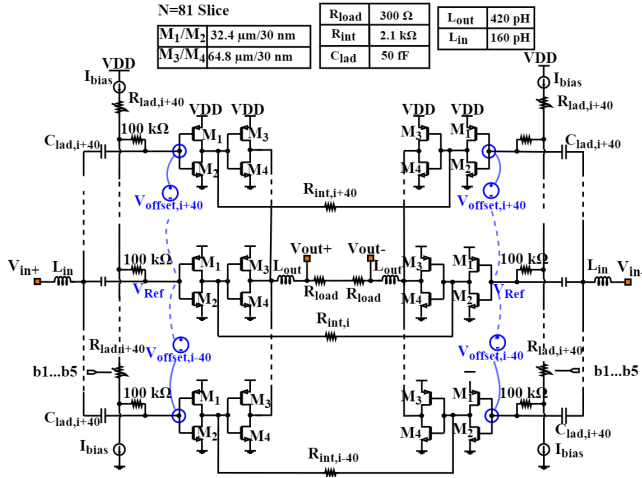 N=81 Slice
M1/M2 32.4 µm/30 nm
M3/M4 64.8 µm/30 nm
Rload 300 Ω
Rint 2.1 kΩ
Clad 50 fF
Lout 420 pH
Lin 160 pH
VDD VDD
Ibias Ibias
Rlad,i+40 Rlad,i+40
VDD VDD VDD VDD
100 kΩ M1 M3 M3 M1
Clad,i+40 Clad,i+40
M2 M4 M4 M2
Rint,i+40
Voffset,i+40 Voffset,i+40
Vout+ Vout-
100 kΩ M1 M3 Lout Lout M3 M1 100 kΩ
Vin+ Lin Lin Vin-
VRef M2 M4 Rload Rload M4 M2 VRef
Rint,i
Rlad,i+40 Voffset,i-40 Voffset,i-40 Rlad,i+40
b1...b5 b1...b5
100 kΩ M1 M3 M3 M1 100 kΩ
Clad,i+40 M2 M4 M4 M2 Clad,i+40
Rint,i-40
Ibias Ibias